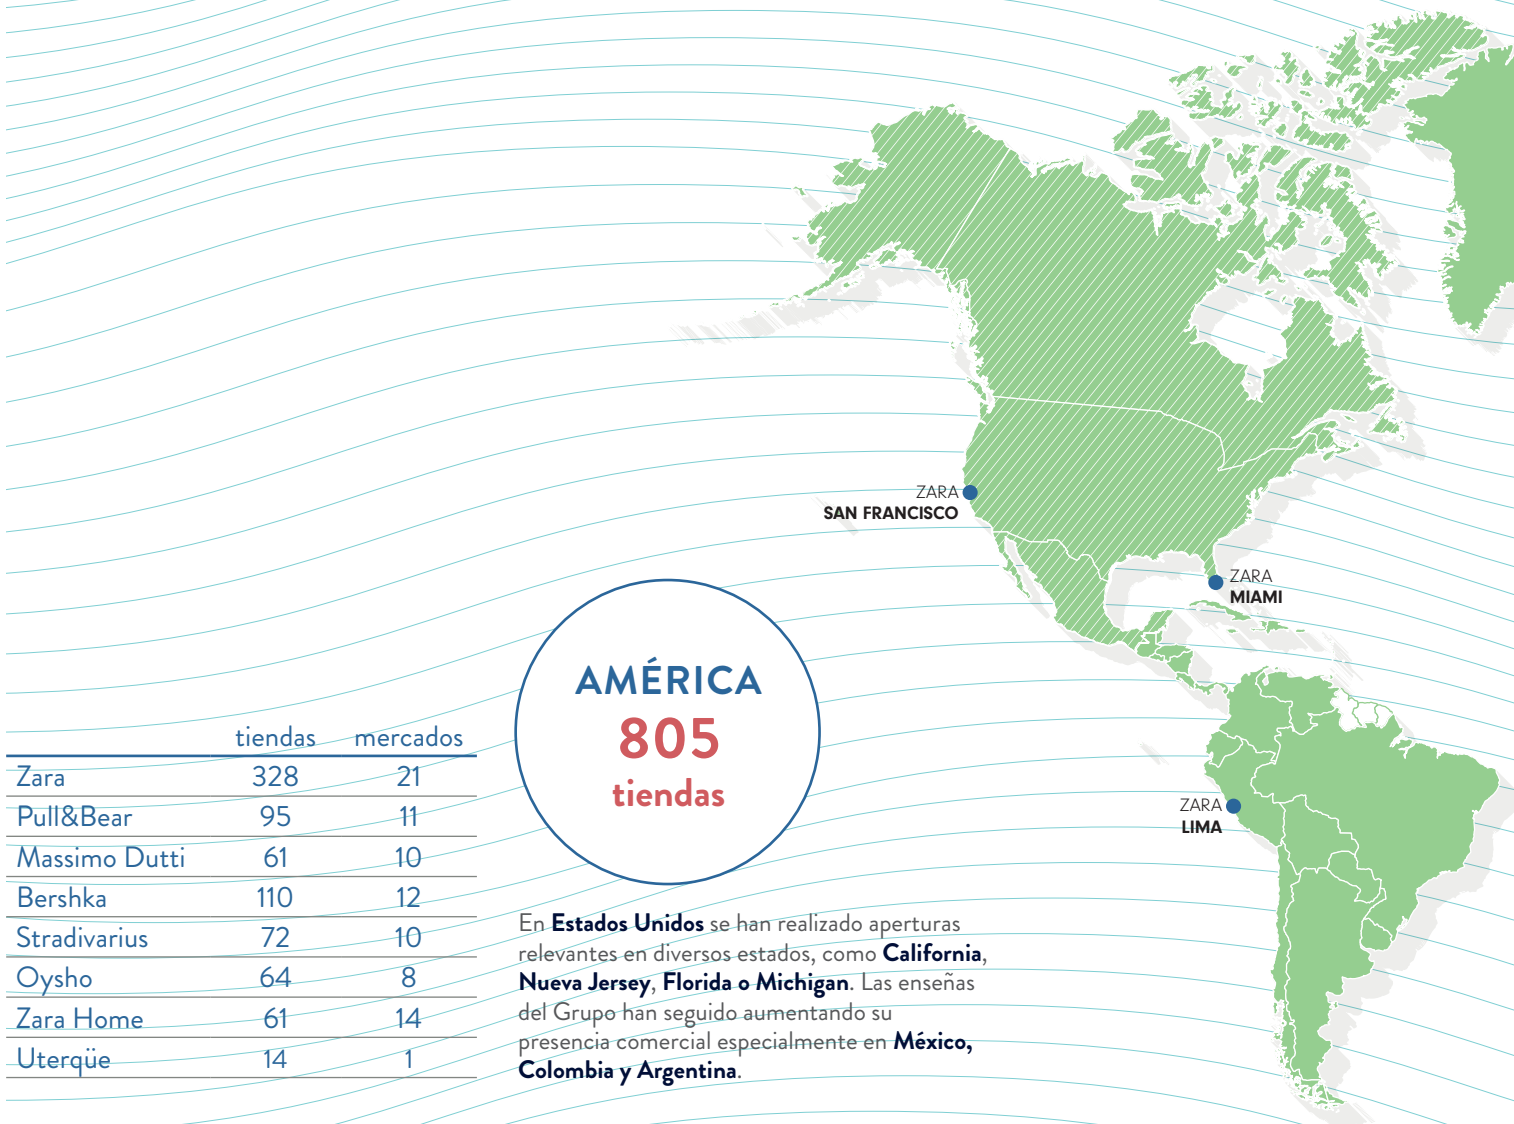 ZARA
SAN FRANCISCO
ZARA
MIAMI
AMÉRICA
805
tiendas
ZARA
LIMA
tiendas mercados
Zara 328 21
Pull&Bear 95 11
Massimo Dutti 61 10
Bershka 110 12
Stradivarius 72 10
Oysho 64 8
Zara Home 61 14
Uterqüe 14 1
En Estados Unidos se han realizado aperturas
relevantes en diversos estados, como California,
Nueva Jersey, Florida o Michigan. Las enseñas
del Grupo han seguido aumentando su
presencia comercial especialmente en México,
Colombia y Argentina.